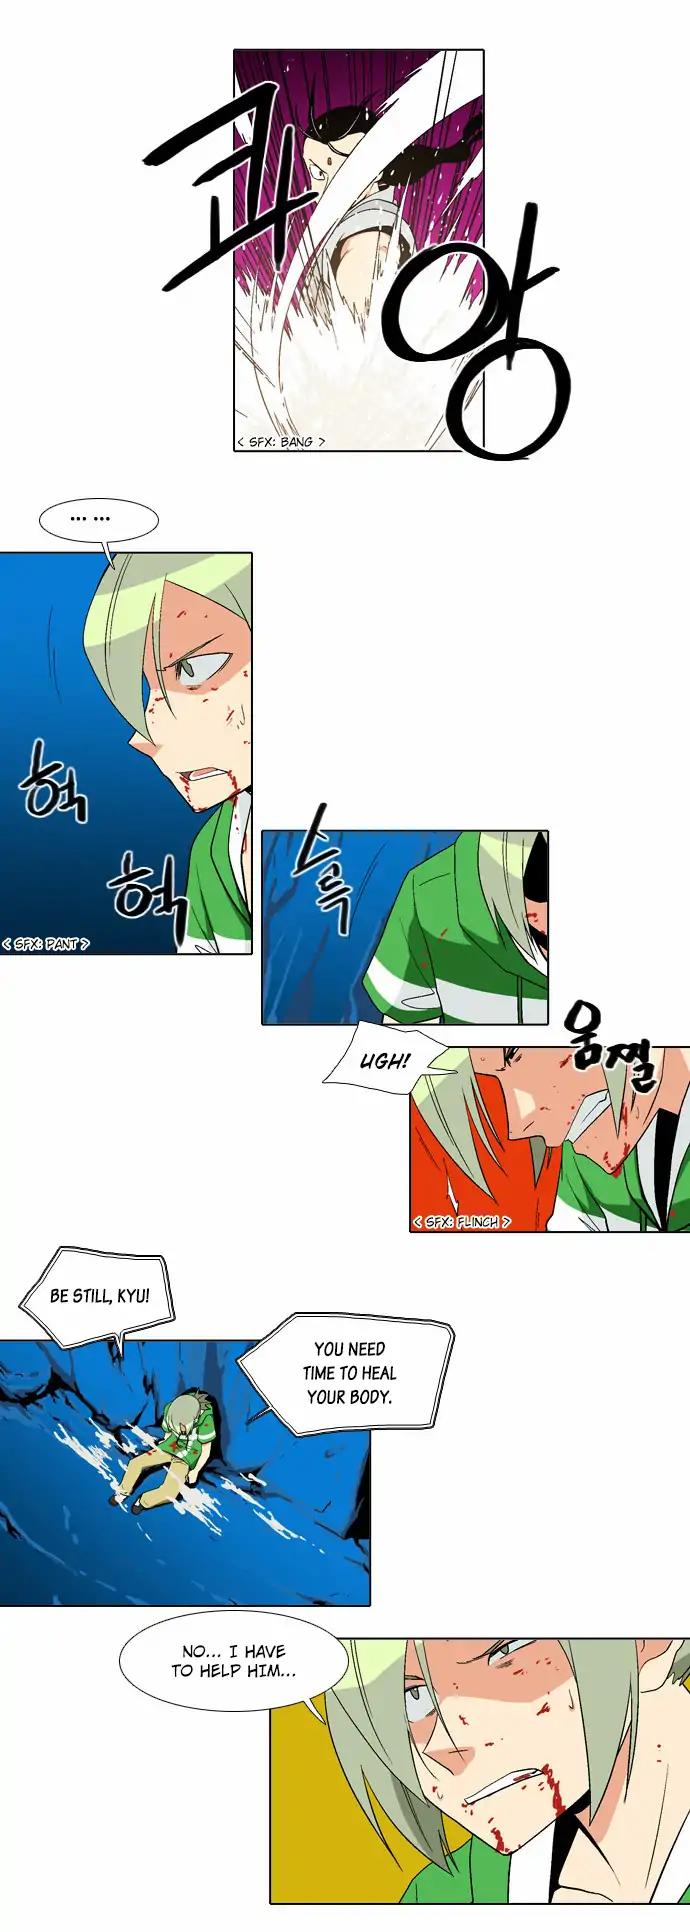 콰앙
< SFX: BANG >
... ...
헉
헉
< SFX: PANT >
스윽
UGH!
움찔
< SFX: FLINCH >
BE STILL, KYU!
YOU NEED
TIME TO HEAL
YOUR BODY.
NO... I HAVE
TO HELP HIM...